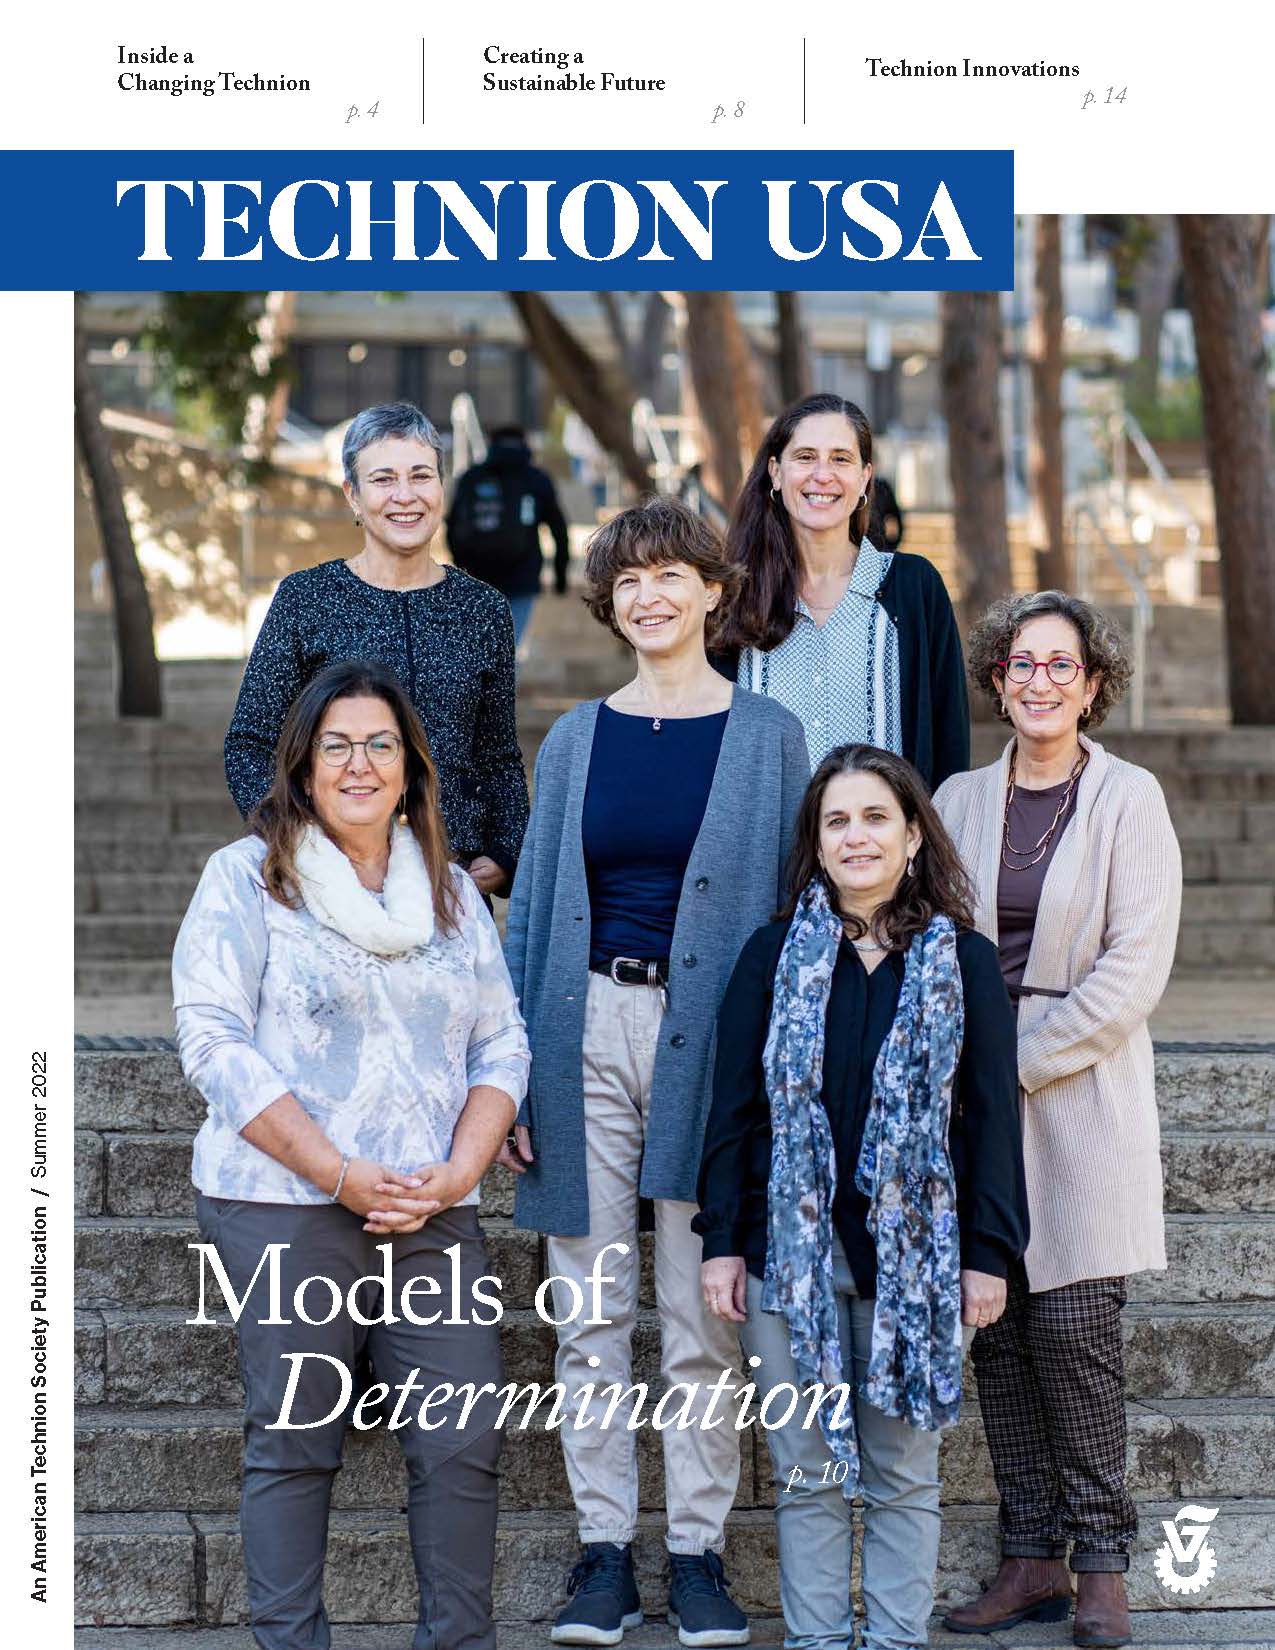 Inside a
Changing Technion
p. 4
Creating a
Sustainable Future
p. 8
Technion Innovations
p. 14
TECHNION USA
An American Technion Society Publication / Summer 2022
Models of
Determination
p. 10